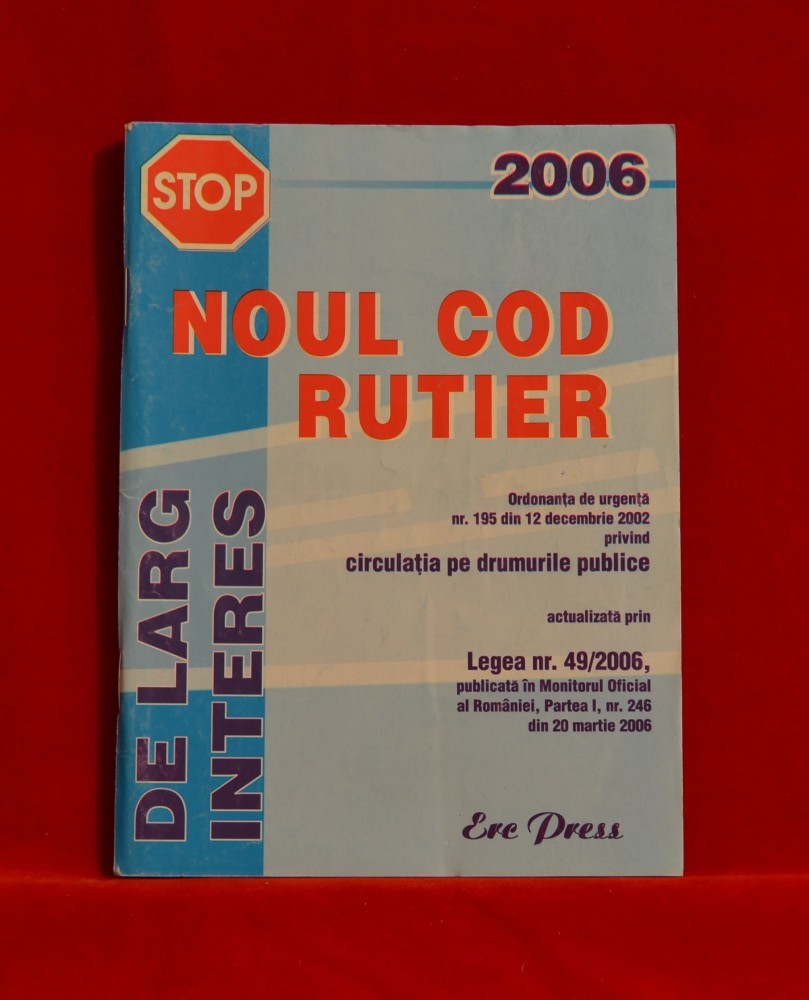 STOP
2006
NOUL COD
RUTIER
Ordonanța de urgență
nr. 195 din 12 decembrie 2002
privind
circulația pe drumurile publice
actualizată prin
Legea nr. 49/2006,
publicată în Monitorul Oficial
al României, Partea I, nr. 246
din 20 martie 2006
DE LARG
INTERES
Erc Press